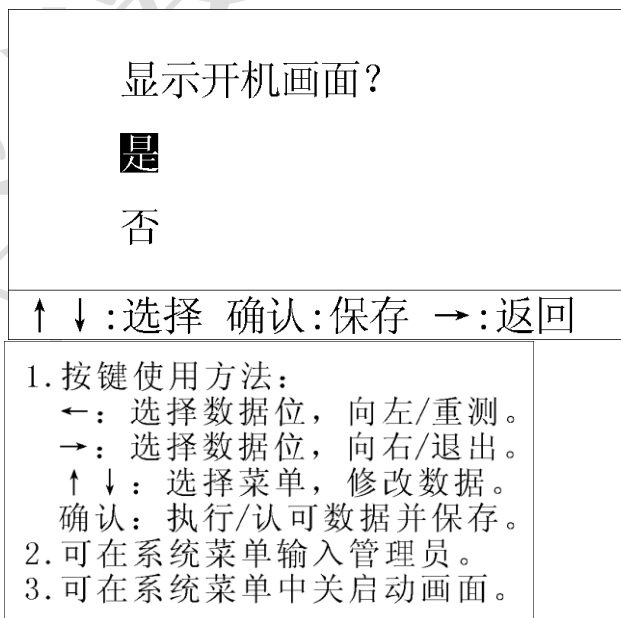 显示开机画面？
是
否
↑ ↓:选择 确认:保存 →:返回
1.按键使用方法：
←：选择数据位，向左/重测。
→：选择数据位，向右/退出。
↑ ↓：选择菜单，修改数据。
确认：执行/认可数据并保存。
2.可在系统菜单输入管理员。
3.可在系统菜单中关启动画面。